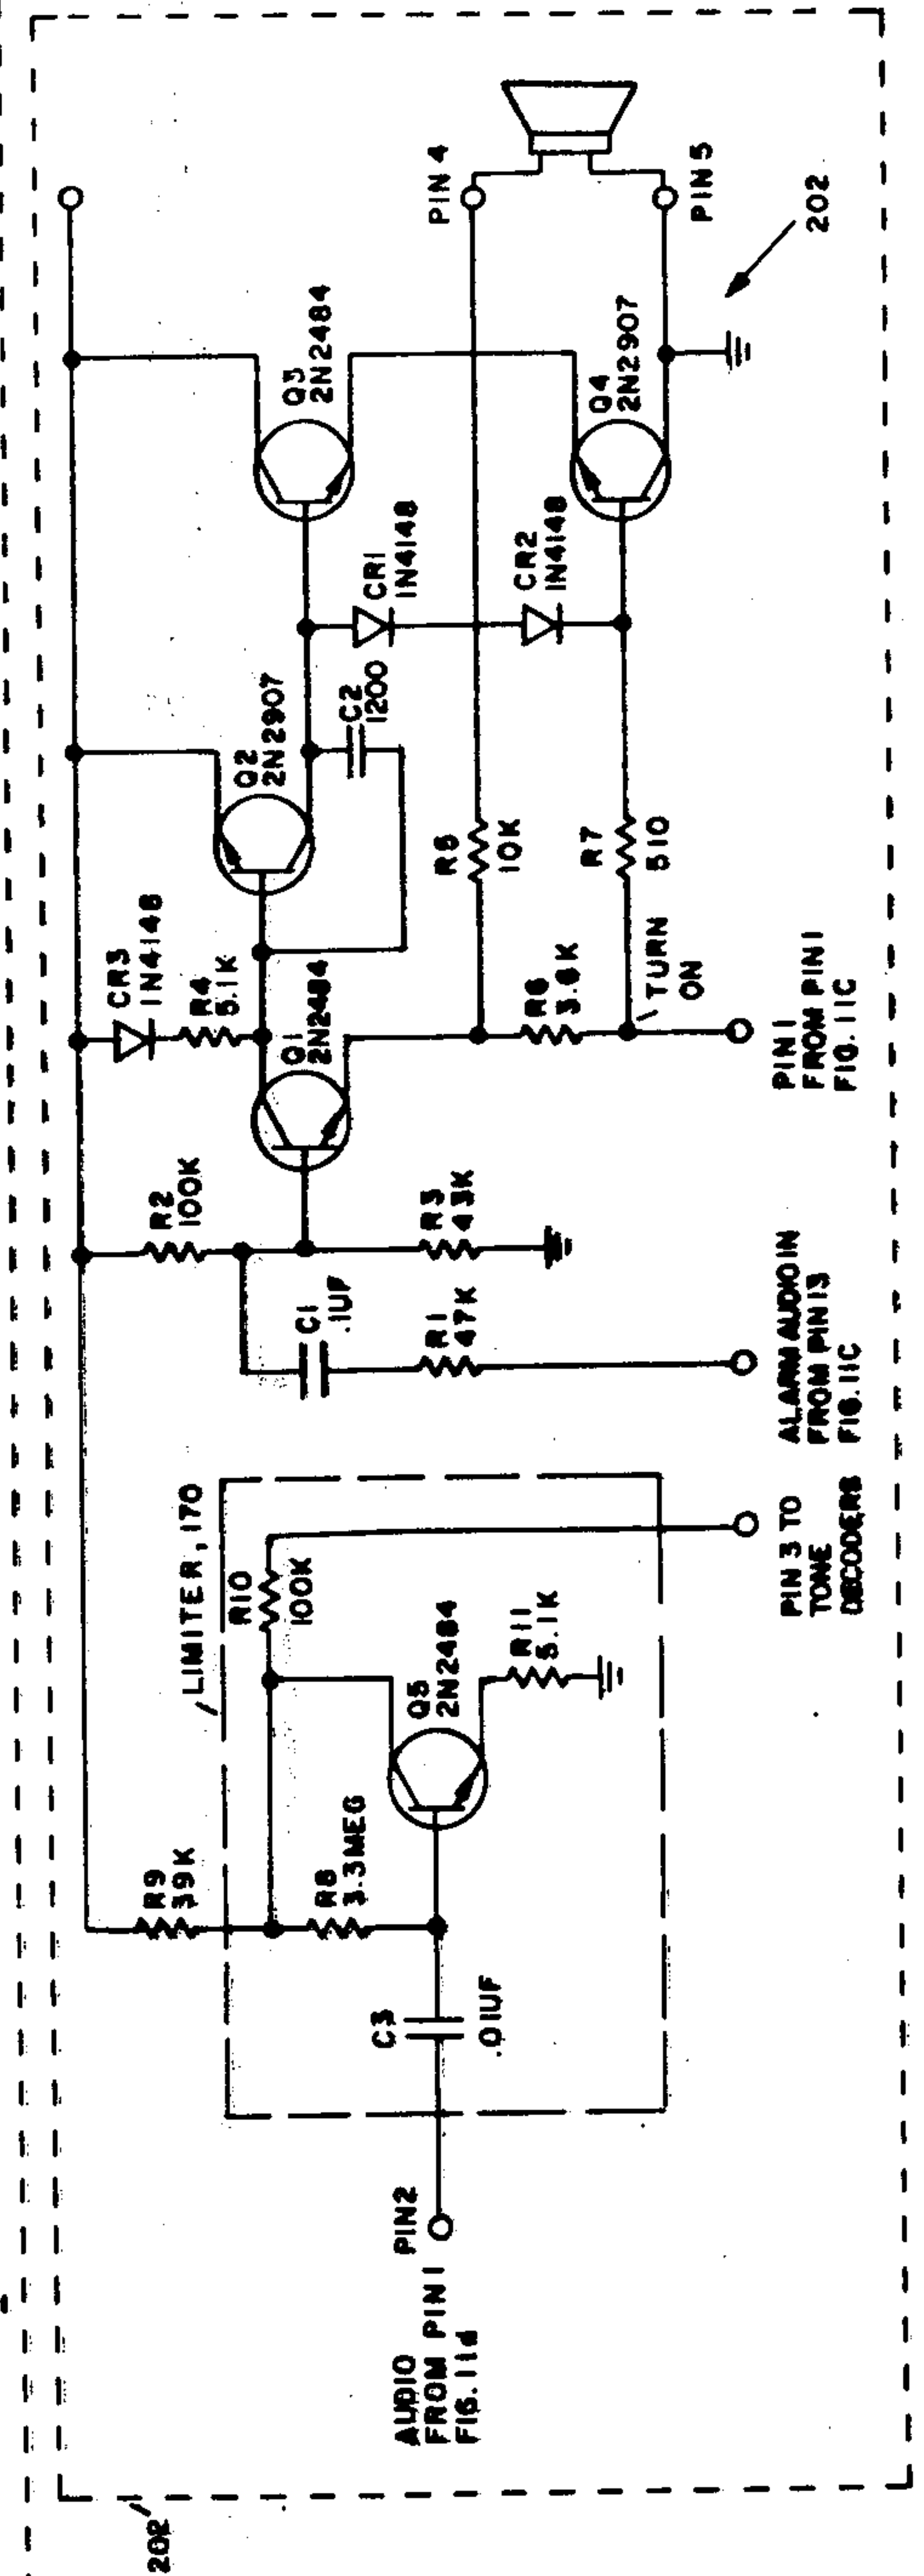 202
AUDIO
FROM PIN 1
FIG. 11d
PIN2
C3
.01UF
R9
39K
R8
3.3MEG
LIMITER, 170
Q5
2N2484
R11
5.1K
R10
100K
PIN 3 TO
TONE
DECODERS
ALARM AUDIO IN
FROM PIN 13
FIG. 11C
C1
.1UF
R1
47K
R2
100K
R3
43K
Q1
2N2484
CR3
1N4148
R4
5.1K
R6
3.6K
TURN
ON
PIN 1
FROM PIN 1
FIG. 11C
Q2
2N2907
C2
1200
R5
10K
R7
510
CR1
1N4148
CR2
1N4148
Q3
2N2484
Q4
2N2907
PIN 4
PIN 5
202